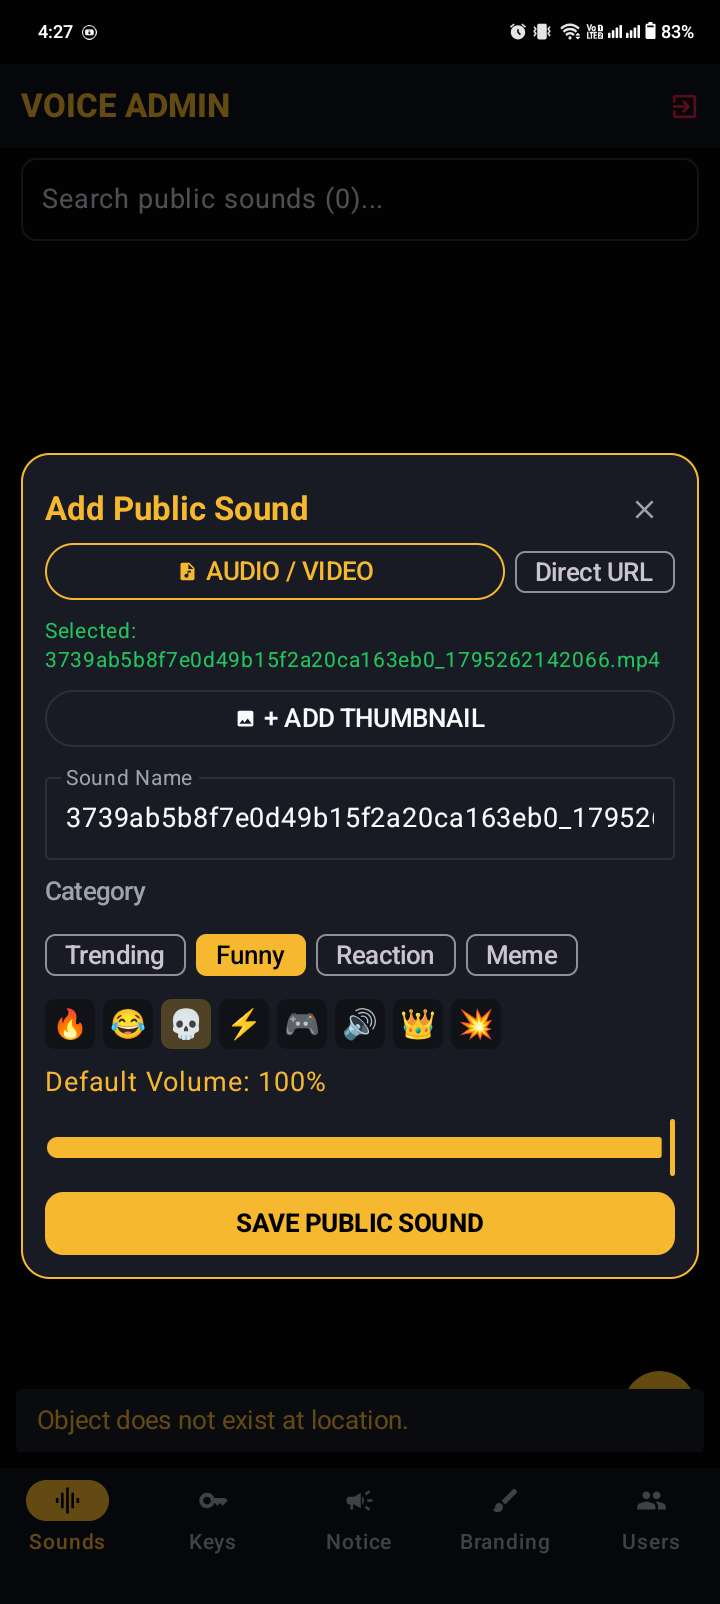 4:27
Vo D
LTE
83%
VOICE ADMIN
Search public sounds (0)...
Add Public Sound
AUDIO / VIDEO
Direct URL
Selected:
3739ab5b8f7e0d49b15f2a20ca163eb0_1795262142066.mp4
+ ADD THUMBNAIL
Sound Name
3739ab5b8f7e0d49b15f2a20ca163eb0_17952
Category
Trending Funny Reaction Meme
Default Volume: 100%
SAVE PUBLIC SOUND
Object does not exist at location.
Sounds Keys Notice Branding Users